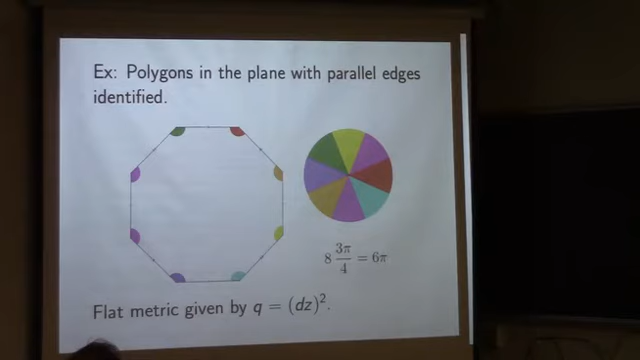 Ex: Polygons in the plane with parallel edges
identified.
8 3π/4 = 6π
Flat metric given by q = (dz)².